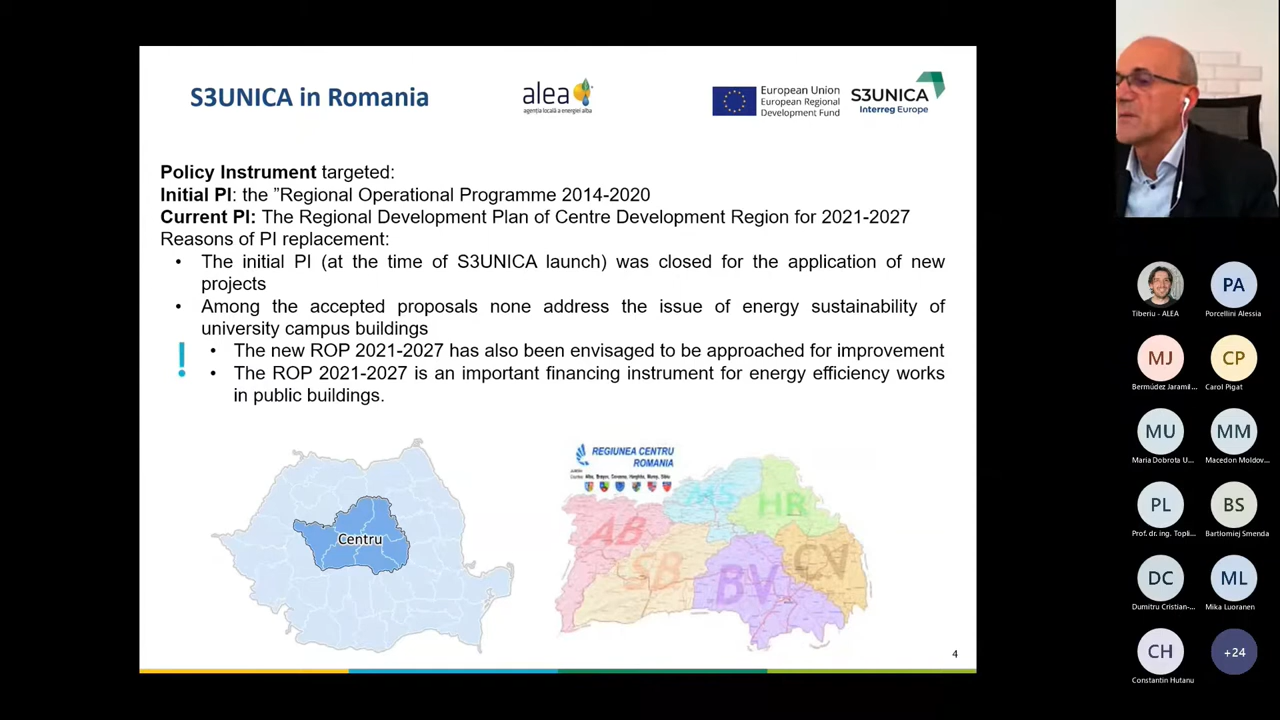 S3UNICA in Romania
alea
agenția locală a energiei alba
European Union
European Regional
Development Fund
S3UNICA
Interreg Europe
Policy Instrument targeted:
Initial PI: the ”Regional Operational Programme 2014-2020
Current PI: The Regional Development Plan of Centre Development Region for 2021-2027
Reasons of PI replacement:
• The initial PI (at the time of S3UNICA launch) was closed for the application of new
projects
• Among the accepted proposals none address the issue of energy sustainability of
university campus buildings
! • The new ROP 2021-2027 has also been envisaged to be approached for improvement
• The ROP 2021-2027 is an important financing instrument for energy efficiency works
in public buildings.
Centru
REGIUNEA CENTRU
ROMANIA
MS
HR
AB
SB
BV
CV
4
Tiberiu - ALEA
PA
Porcellini Alessia
MJ
Bermúdez Jaramil...
CP
Carol Pigat
MU
Maria Dobrota U...
MM
Macedon Moldov...
PL
Prof. dr. ing. Topli...
BS
Bartlomiej Smenda
DC
Dumitru Cristian-...
ML
Mika Luoranen
CH
Constantin Hutanu
+24